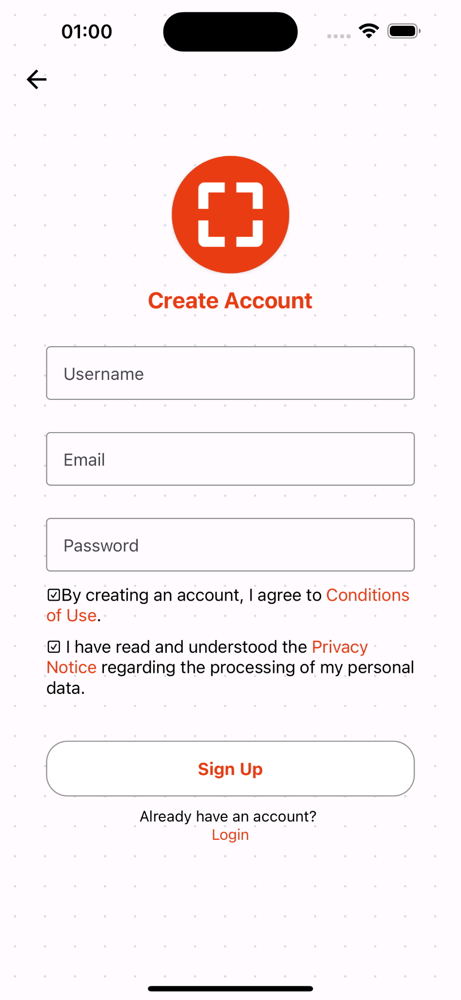 01:00
Create Account
Username
Email
Password
☑By creating an account, I agree to Conditions
of Use.
☑ I have read and understood the Privacy
Notice regarding the processing of my personal
data.
Sign Up
Already have an account?
Login